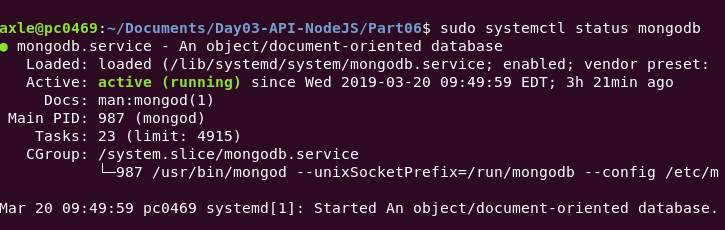 axle@pc0469:~/Documents/Day03-API-NodeJS/Part06$ sudo systemctl status mongodb
● mongodb.service - An object/document-oriented database
   Loaded: loaded (/lib/systemd/system/mongodb.service; enabled; vendor preset:
   Active: active (running) since Wed 2019-03-20 09:49:59 EDT; 3h 21min ago
     Docs: man:mongod(1)
 Main PID: 987 (mongod)
    Tasks: 23 (limit: 4915)
   CGroup: /system.slice/mongodb.service
           └─987 /usr/bin/mongod --unixSocketPrefix=/run/mongodb --config /etc/m
Mar 20 09:49:59 pc0469 systemd[1]: Started An object/document-oriented database.